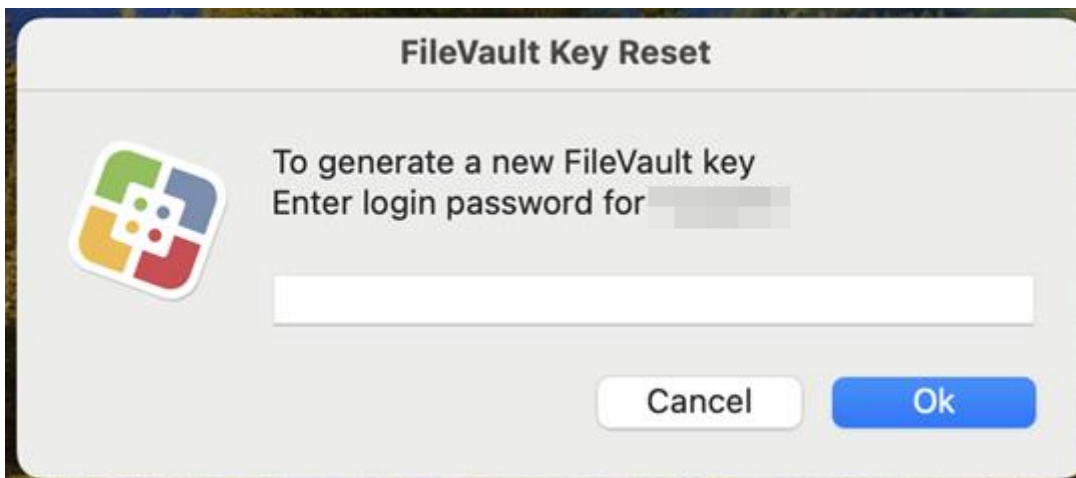 FileVault Key Reset
To generate a new FileVault key
Enter login password for
Cancel
Ok